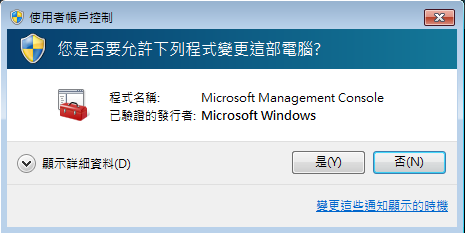 使用者帳戶控制
您是否要允許下列程式變更這部電腦?
程式名稱: Microsoft Management Console
已驗證的發行者: Microsoft Windows
顯示詳細資料(D)
是(Y)
否(N)
變更這些通知顯示的時機